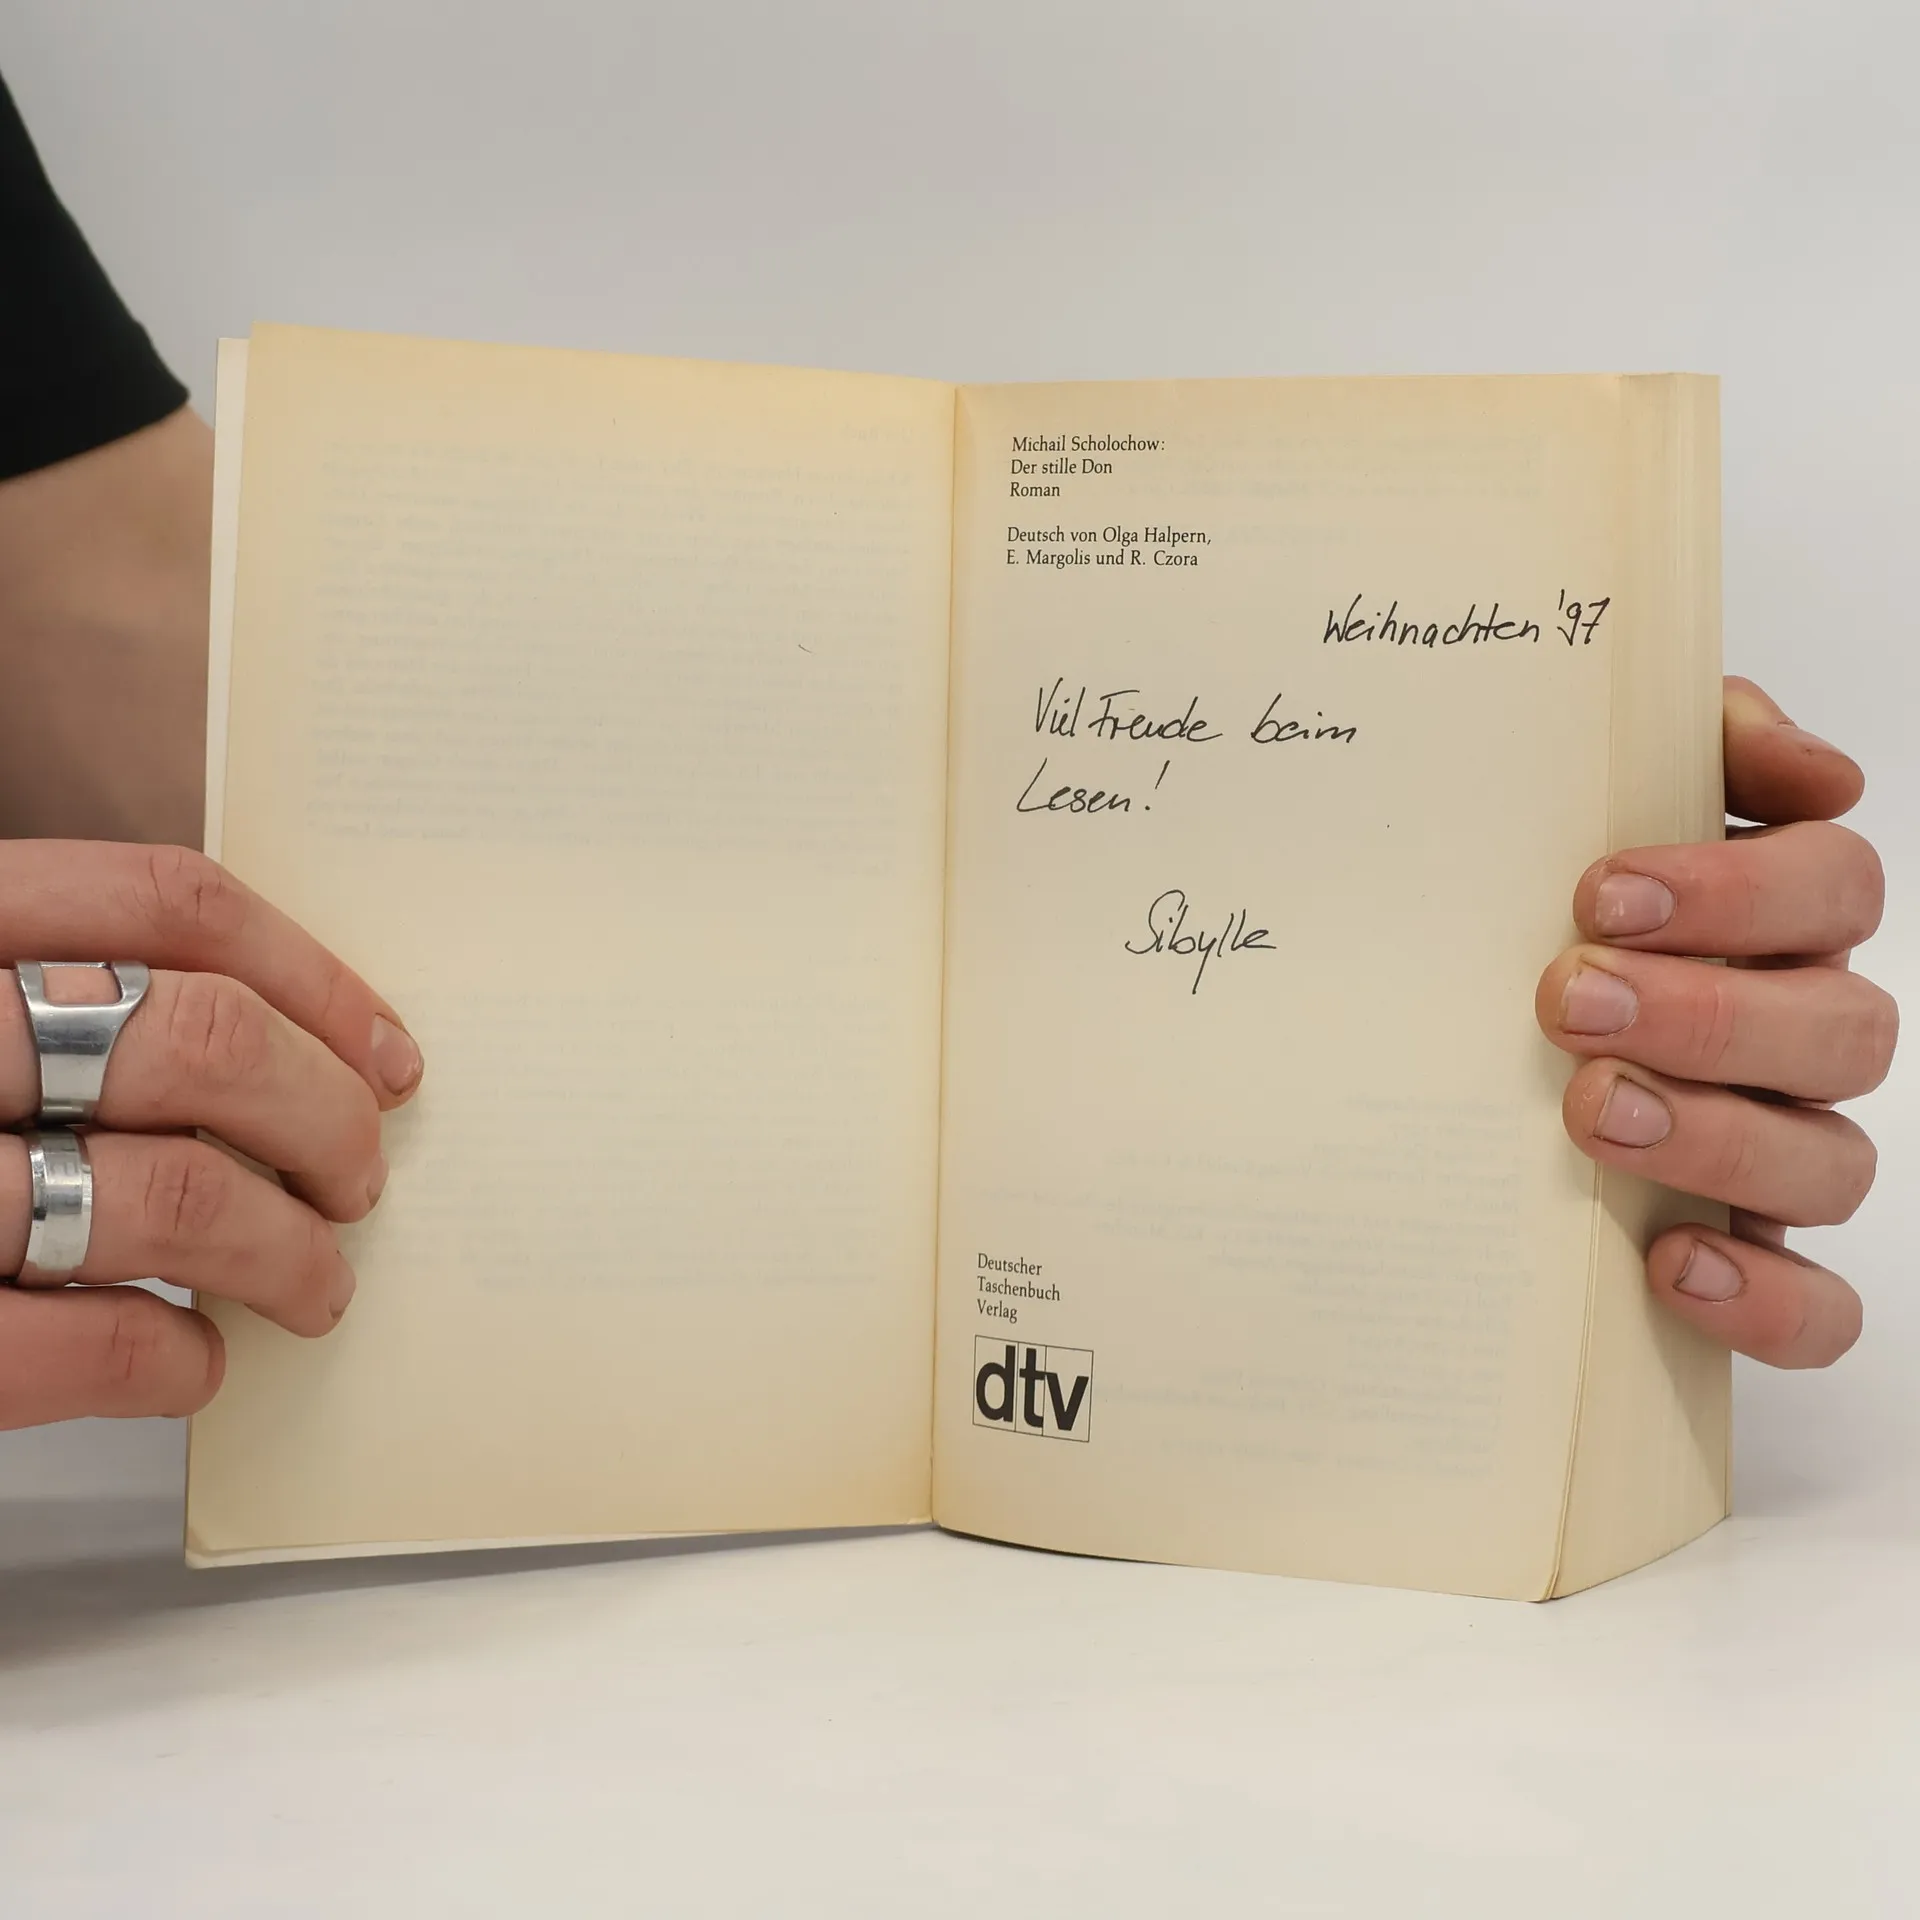 Michail Scholochow:
Der stille Don
Roman
Deutsch von Olga Halpern,
E. Margolis und R. Czora
Weihnachten '97
Viel Freude beim
Lesen!
Sibylle
Deutscher
Taschenbuch
Verlag
dtv